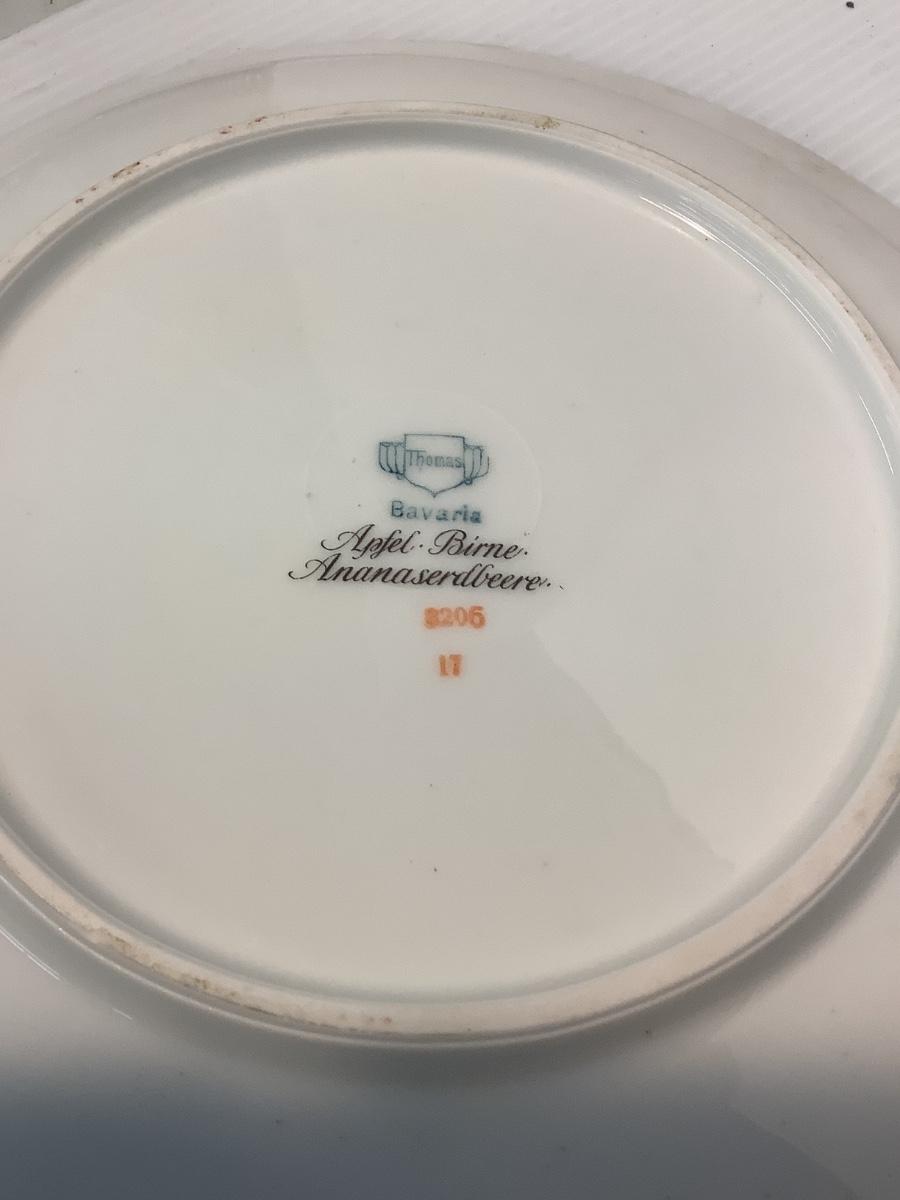 Thomas
Bavaria
Apfel · Birne ·
Ananaserdbeere ·
8206
17